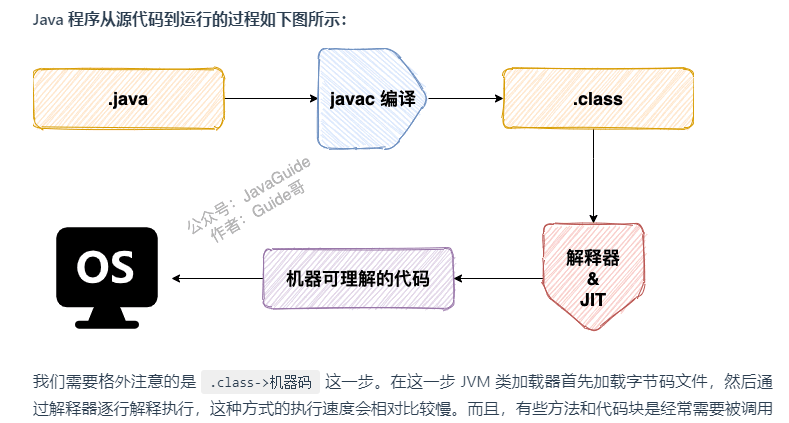 Java 程序从源代码到运行的过程如下图所示：
.java
javac 编译
.class
公众号：JavaGuide
作者：Guide哥
OS
机器可理解的代码
解释器
&
JIT
我们需要格外注意的是 .class->机器码 这一步。在这一步 JVM 类加载器首先加载字节码文件，然后通
过解释器逐行解释执行，这种方式的执行速度会相对比较慢。而且，有些方法和代码块是经常需要被调用